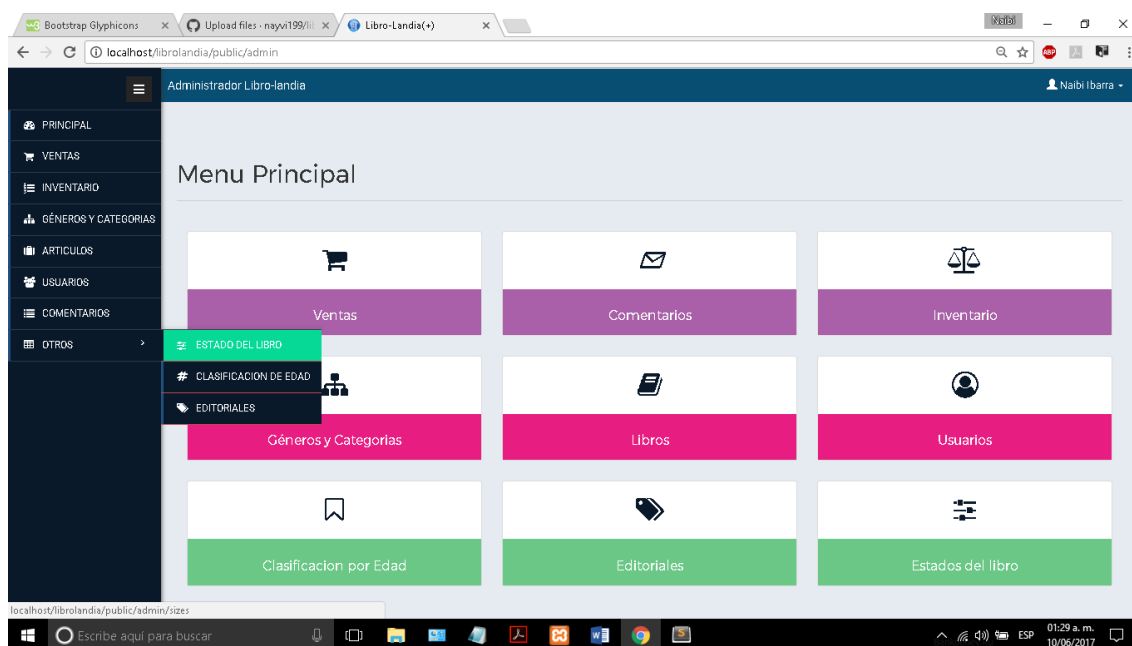 Bootstrap Glyphicons
Upload files · nayvi199/li
Libro-Landia(+)
Naibi
localhost/librolandia/public/admin
ABP
Administrador Libro-landia
Naibi Ibarra
PRINCIPAL
VENTAS
INVENTARIO
GÉNEROS Y CATEGORIAS
ARTICULOS
USUARIOS
COMENTARIOS
OTROS
ESTADO DEL LIBRO
CLASIFICACION DE EDAD
EDITORIALES
Menu Principal
Ventas
Comentarios
Inventario
Géneros y Categorias
Libros
Usuarios
Clasificacion por Edad
Editoriales
Estados del libro
localhost/librolandia/public/admin/sizes
Escribe aquí para buscar
ESP
01:29 a. m.
10/06/2017